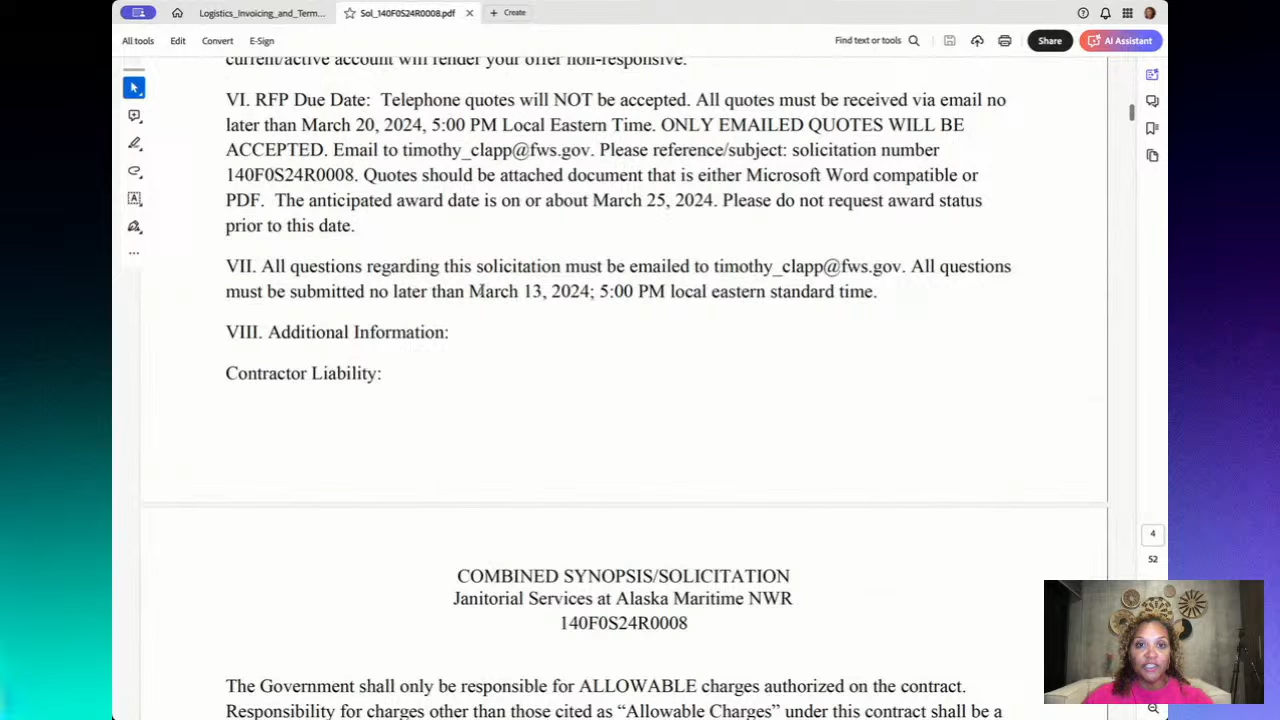 Logistics_Invoicing_and_Term...
Sol_140F0S24R0008.pdf
Create
All tools
Edit
Convert
E-Sign
Find text or tools
Share
AI Assistant
current/active account will render your offer non-responsive.
VI. RFP Due Date: Telephone quotes will NOT be accepted. All quotes must be received via email no
later than March 20, 2024, 5:00 PM Local Eastern Time. ONLY EMAILED QUOTES WILL BE
ACCEPTED. Email to timothy_clapp@fws.gov. Please reference/subject: solicitation number
140F0S24R0008. Quotes should be attached document that is either Microsoft Word compatible or
PDF. The anticipated award date is on or about March 25, 2024. Please do not request award status
prior to this date.
VII. All questions regarding this solicitation must be emailed to timothy_clapp@fws.gov. All questions
must be submitted no later than March 13, 2024; 5:00 PM local eastern standard time.
VIII. Additional Information:
Contractor Liability:
4
52
COMBINED SYNOPSIS/SOLICITATION
Janitorial Services at Alaska Maritime NWR
140F0S24R0008
The Government shall only be responsible for ALLOWABLE charges authorized on the contract.
Responsibility for charges other than those cited as “Allowable Charges” under this contract shall be a